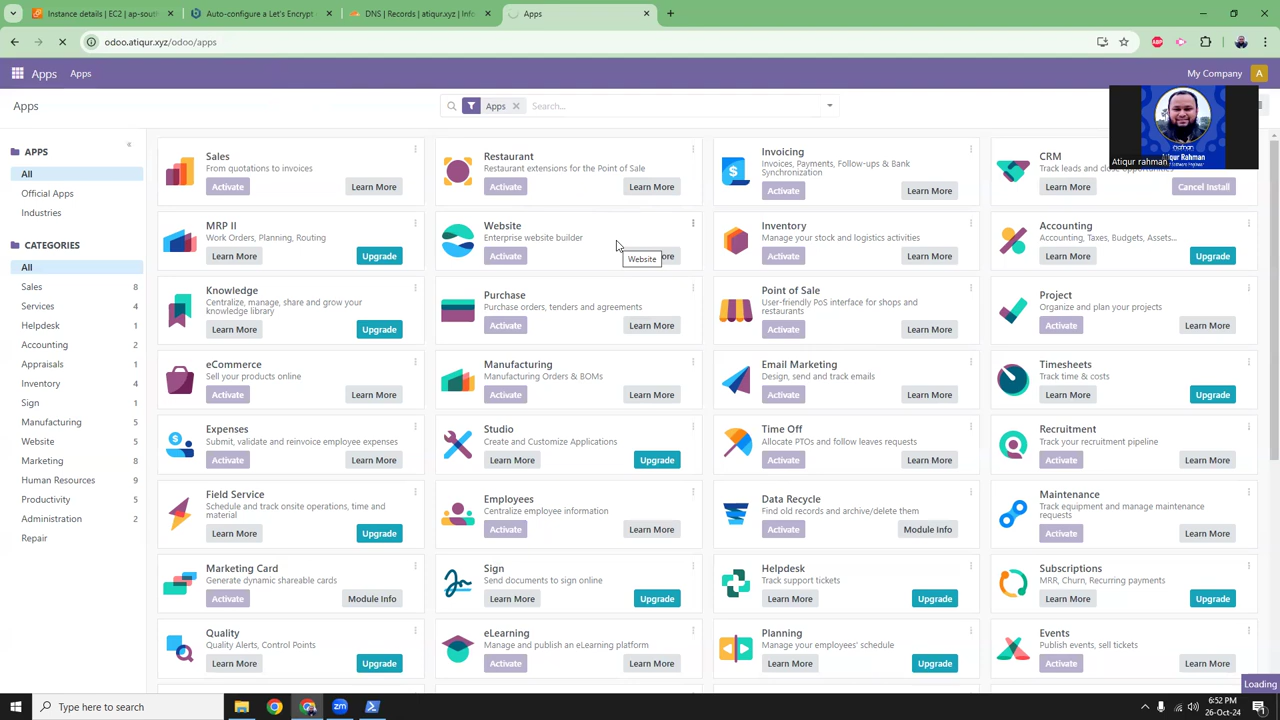 Instance details | EC2 | ap-sout
Auto-configure a Let's Encrypt
DNS | Records | atiqur.xyz | Info
Apps
odoo.atiqur.xyz/odoo/apps
ABP
Apps
Apps
My Company
A
Apps
Apps
Search...
Atiqur Rahman
Atiqur rahman
APPS
All
Official Apps
Industries
CATEGORIES
All
Sales 8
Services 4
Helpdesk 1
Accounting 2
Appraisals 1
Inventory 4
Sign 1
Manufacturing 5
Website 5
Marketing 8
Human Resources 9
Productivity 5
Administration 2
Repair
Sales
From quotations to invoices
Activate
Learn More
Restaurant
Restaurant extensions for the Point of Sale
Activate
Learn More
Invoicing
Invoices, Payments, Follow-ups & Bank
Synchronization
Activate
Learn More
CRM
Track leads and close
Learn More
Cancel Install
MRP II
Work Orders, Planning, Routing
Learn More
Upgrade
Website
Enterprise website builder
Activate
Website
ore
Inventory
Manage your stock and logistics activities
Activate
Learn More
Accounting
Accounting, Taxes, Budgets, Assets...
Learn More
Upgrade
Knowledge
Centralize, manage, share and grow your
knowledge library
Learn More
Upgrade
Purchase
Purchase orders, tenders and agreements
Activate
Learn More
Point of Sale
User-friendly PoS interface for shops and
restaurants
Activate
Learn More
Project
Organize and plan your projects
Activate
Learn More
eCommerce
Sell your products online
Activate
Learn More
Manufacturing
Manufacturing Orders & BOMs
Activate
Learn More
Email Marketing
Design, send and track emails
Activate
Learn More
Timesheets
Track time & costs
Learn More
Upgrade
Expenses
Submit, validate and reinvoice employee expenses
Activate
Learn More
Studio
Create and Customize Applications
Learn More
Upgrade
Time Off
Allocate PTOs and follow leaves requests
Activate
Learn More
Recruitment
Track your recruitment pipeline
Activate
Learn More
Field Service
Schedule and track onsite operations, time and
material
Learn More
Upgrade
Employees
Centralize employee information
Activate
Learn More
Data Recycle
Find old records and archive/delete them
Activate
Module Info
Maintenance
Track equipment and manage maintenance
requests
Activate
Learn More
Marketing Card
Generate dynamic shareable cards
Activate
Module Info
Sign
Send documents to sign online
Learn More
Upgrade
Helpdesk
Track support tickets
Learn More
Upgrade
Subscriptions
MRR, Churn, Recurring payments
Learn More
Upgrade
Quality
Quality Alerts, Control Points
Learn More
Upgrade
eLearning
Manage and publish an eLearning platform
Activate
Learn More
Planning
Manage your employees' schedule
Learn More
Upgrade
Events
Publish events, sell tickets
Activate
Learn More
Loading
Type here to search
zm
6:52 PM
26-Oct-24
1